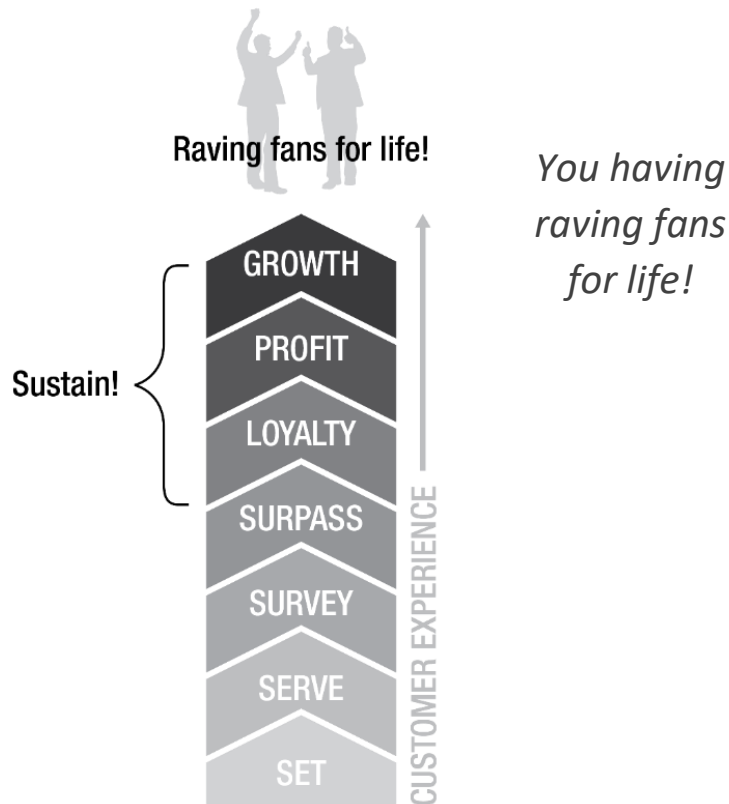 Raving fans for life!
You having
raving fans
for life!
GROWTH
PROFIT
Sustain!
LOYALTY
SURPASS
SURVEY
SERVE
SET
CUSTOMER EXPERIENCE